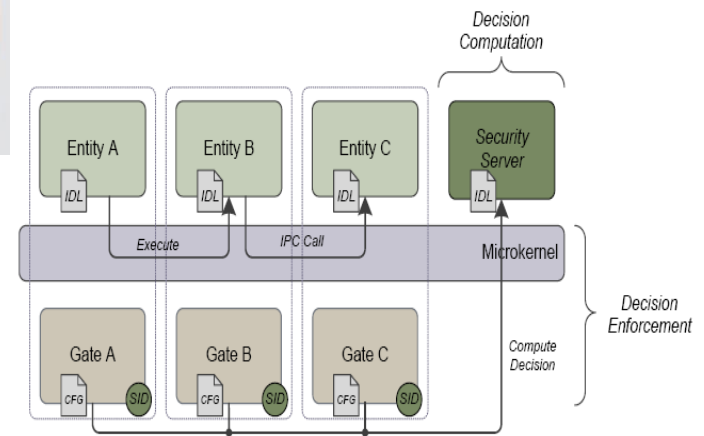 Decision
Computation
Entity A
Entity B
Entity C
Security
Server
IDL
IDL
IDL
IDL
Execute
IPC Call
Microkernel
Decision
Enforcement
Gate A
Gate B
Gate C
Compute
Decision
CFG
SID
CFG
SID
CFG
SID